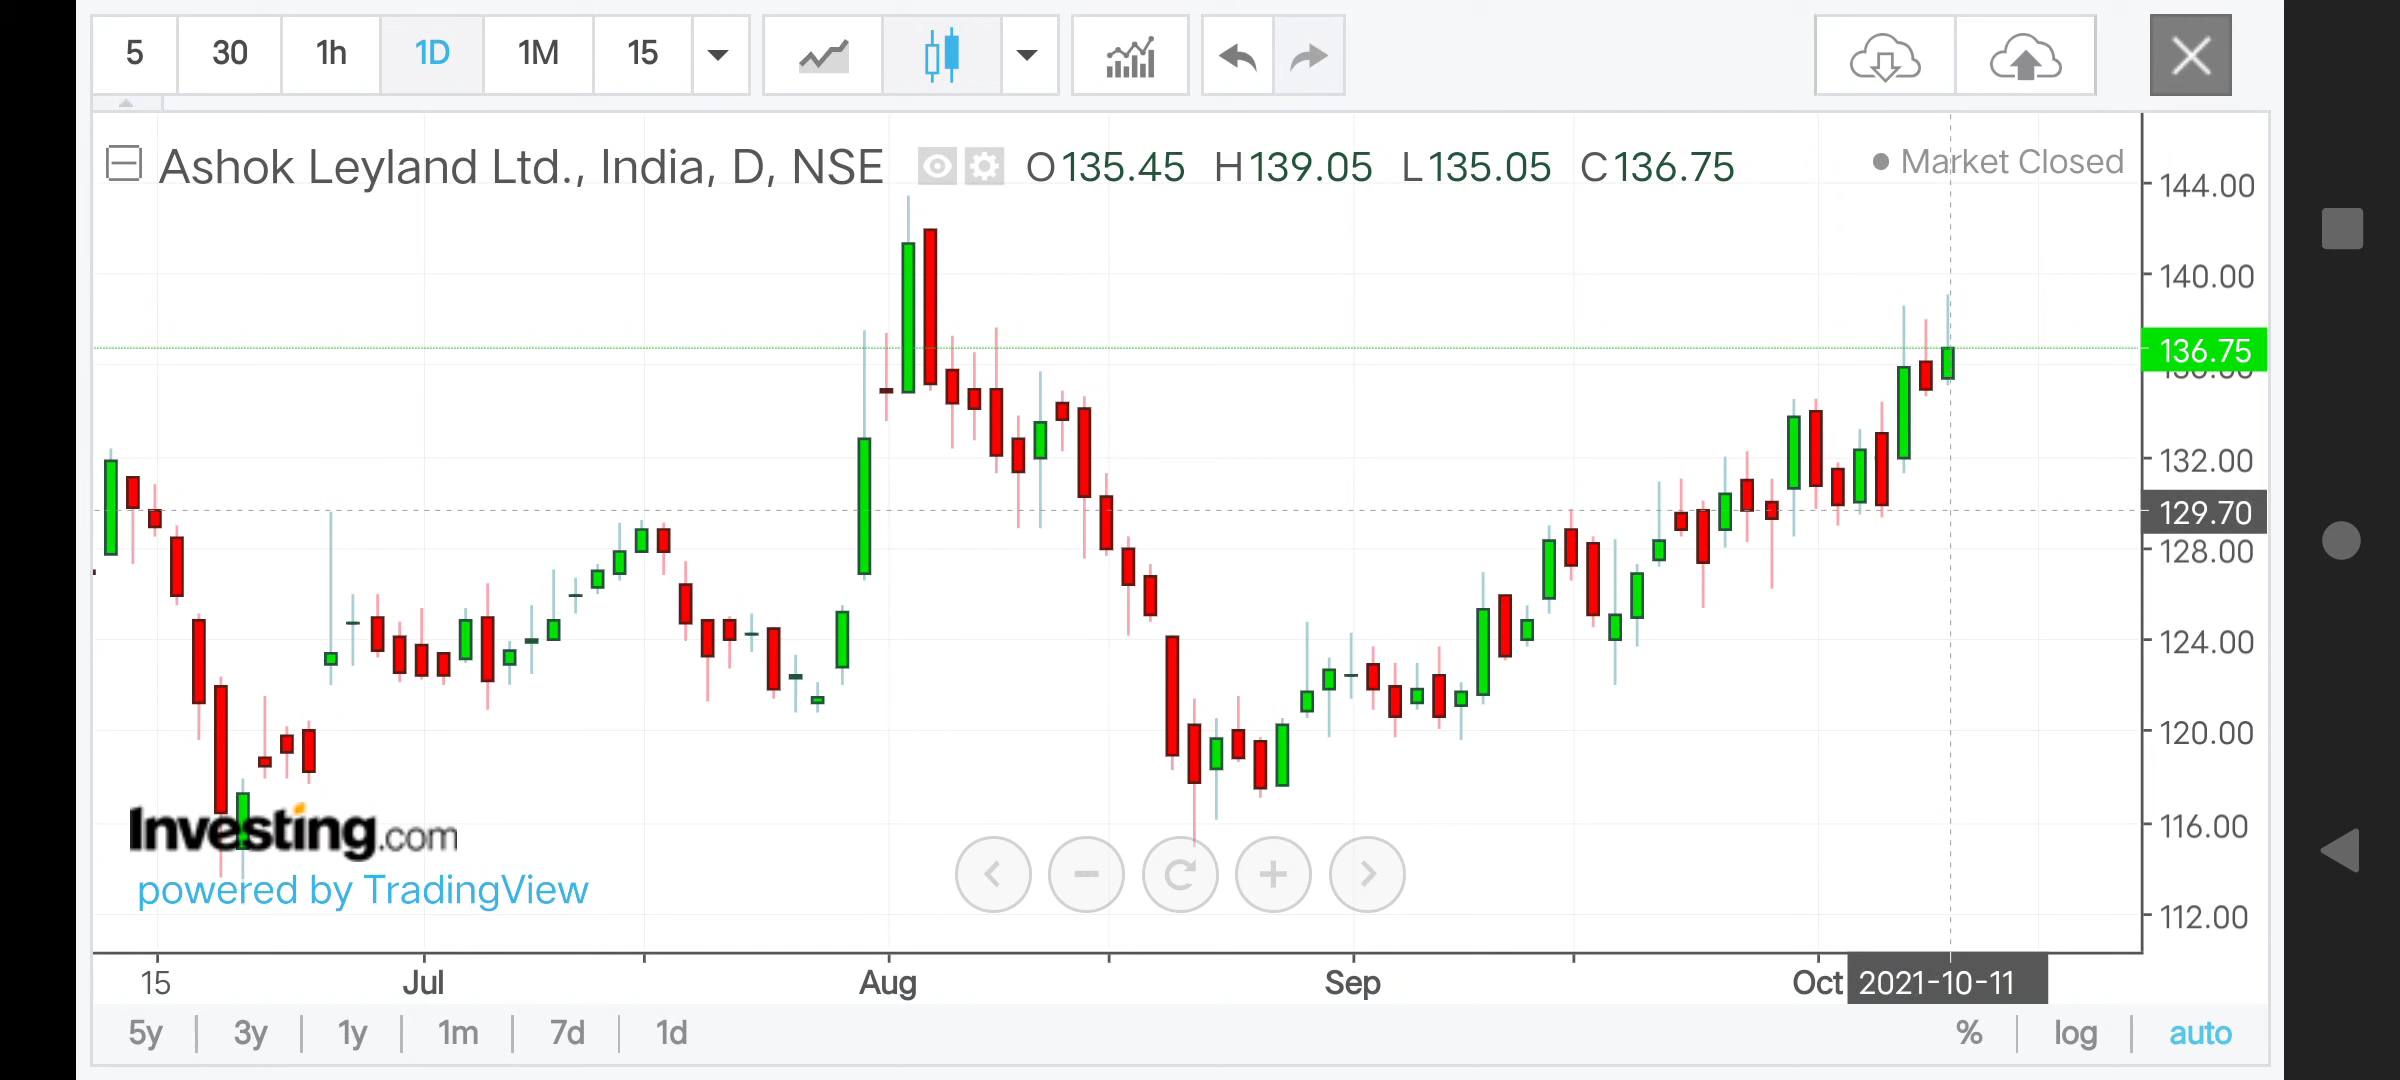 5 30 1h 1D 1M 15
Ashok Leyland Ltd., India, D, NSE O135.45 H139.05 L135.05 C136.75 Market Closed
144.00
140.00
136.75
132.00
129.70
128.00
124.00
120.00
116.00
112.00
Investing.com
powered by TradingView
15 Jul Aug Sep Oct 2021-10-11
5y 3y 1y 1m 7d 1d % log auto